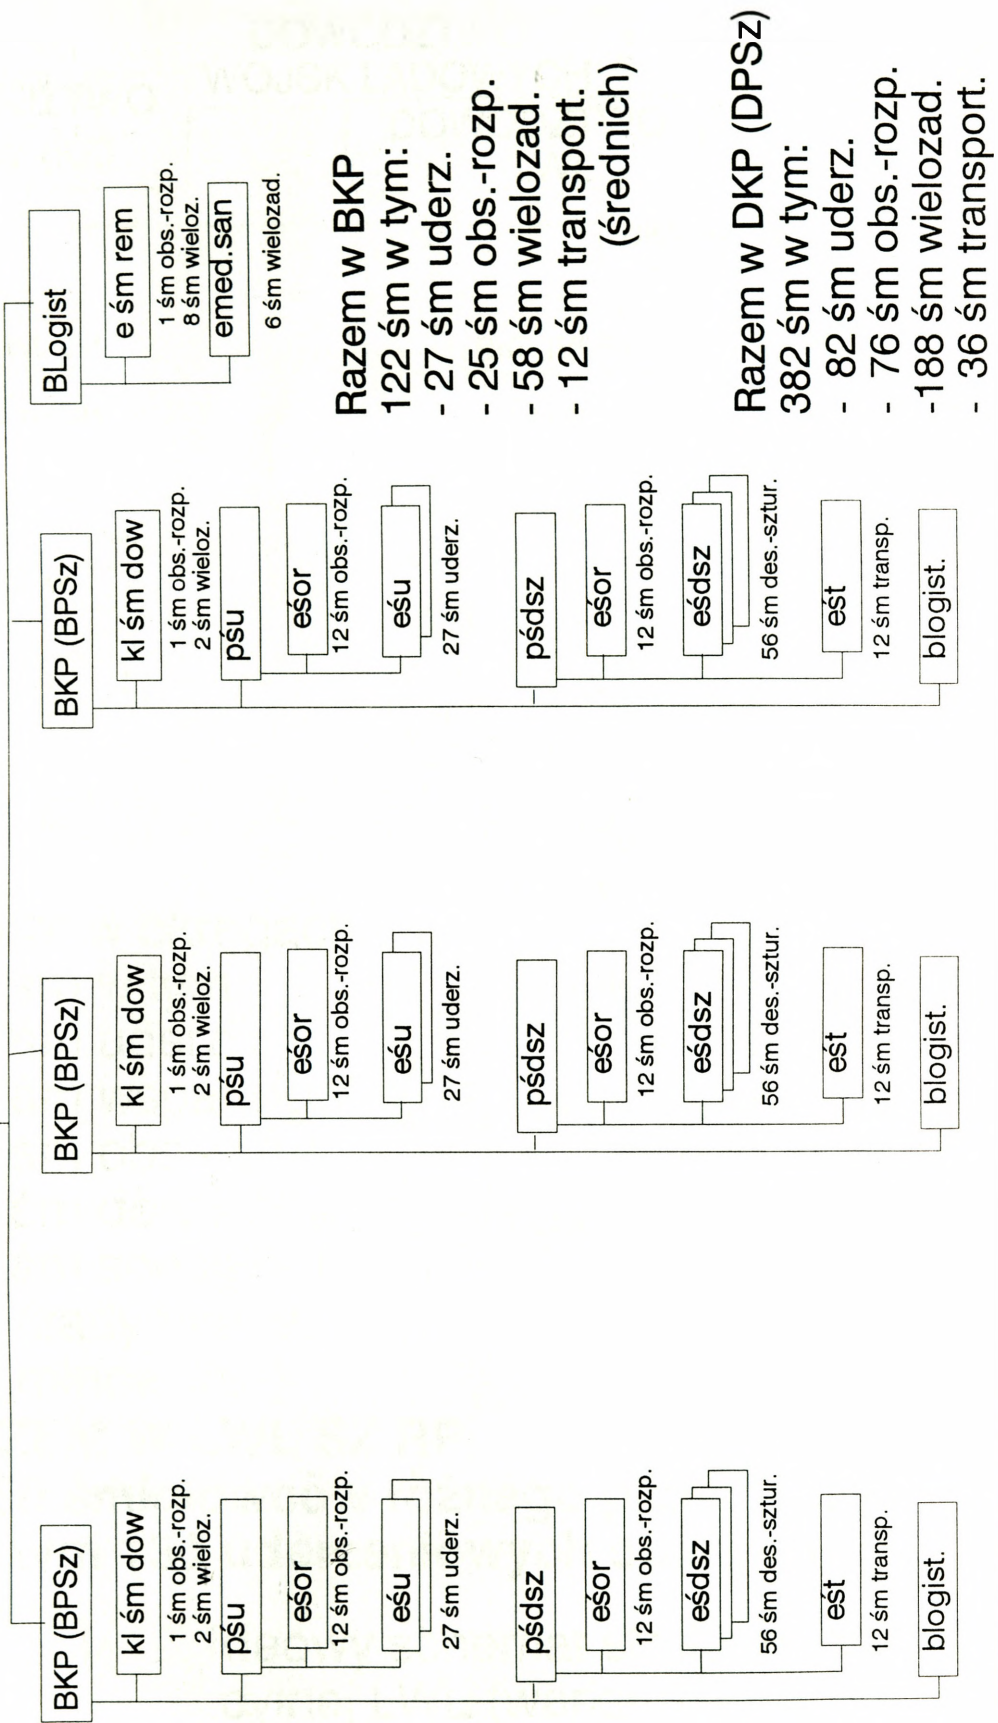 BKP (BPSz)
kl śm dow
1 śm obs.-rozp.
2 śm wieloz.
pśu
eśor
12 śm obs.-rozp.
eśu
27 śm uderz.
pśdsz
eśor
12 śm obs.-rozp.
eśdsz
56 śm des.-sztur.
eśt
12 śm transp.
blogist.
BKP (BPSz)
kl śm dow
1 śm obs.-rozp.
2 śm wieloz.
pśu
eśor
12 śm obs.-rozp.
eśu
27 śm uderz.
pśdsz
eśor
12 śm obs.-rozp.
eśdsz
56 śm des.-sztur.
eśt
12 śm transp.
blogist.
BKP (BPSz)
kl śm dow
1 śm obs.-rozp.
2 śm wieloz.
pśu
eśor
12 śm obs.-rozp.
eśu
27 śm uderz.
pśdsz
eśor
12 śm obs.-rozp.
eśdsz
56 śm des.-sztur.
eśt
12 śm transp.
blogist.
BLogist
e śm rem
1 śm obs.-rozp.
8 śm wieloz.
emed.san
6 śm wielozad.
Razem w BKP
122 śm w tym:
- 27 śm uderz.
- 25 śm obs.-rozp.
- 58 śm wielozad.
- 12 śm transport.
(średnich)
Razem w DKP (DPSz)
382 śm w tym:
- 82 śm uderz.
- 76 śm obs.-rozp.
-188 śm wielozad.
- 36 śm transport.